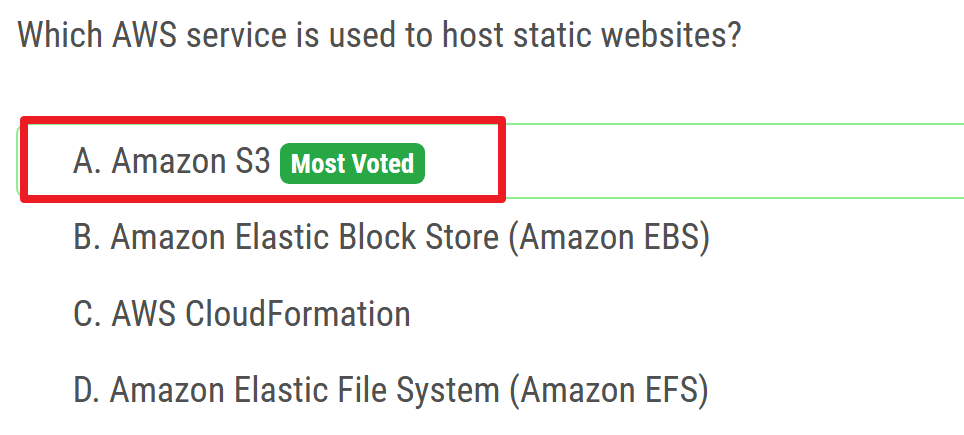 Which AWS service is used to host static websites?
A. Amazon S3 Most Voted
B. Amazon Elastic Block Store (Amazon EBS)
C. AWS CloudFormation
D. Amazon Elastic File System (Amazon EFS)